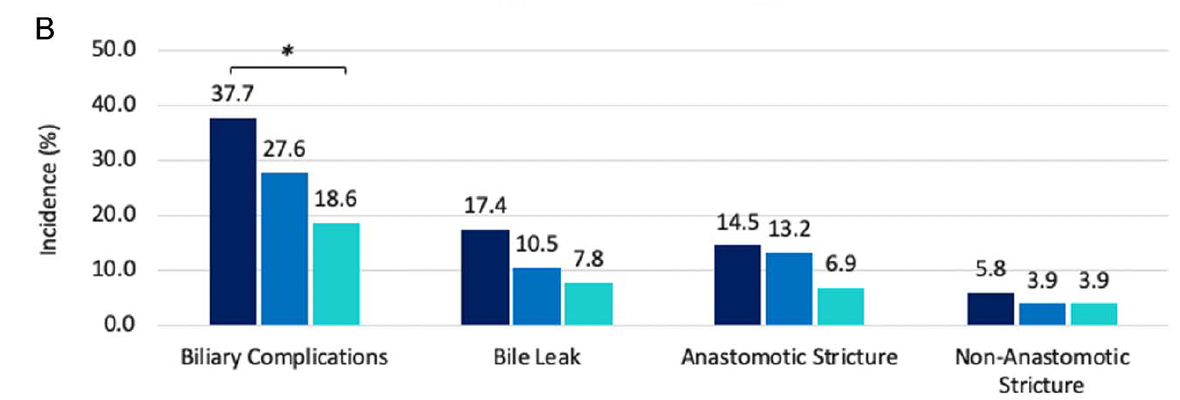 B
50.0
40.0
30.0
20.0
10.0
0.0
Incidence (%)
*
37.7
27.6
18.6
17.4
10.5
7.8
14.5
13.2
6.9
5.8
3.9
3.9
Biliary Complications
Bile Leak
Anastomotic Stricture
Non-Anastomotic
Stricture